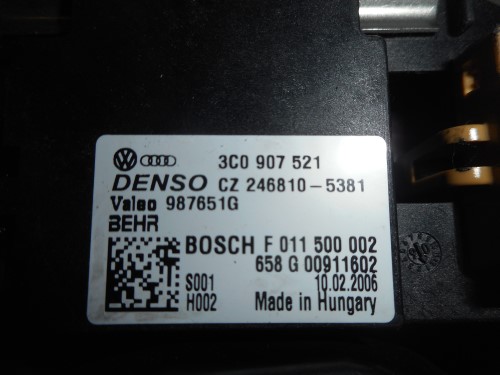 3C0 907 521
DENSO CZ 246810-5381
Valeo 987651G
BEHR
BOSCH F 011 500 002
658 G 00911602
S001 10.02.2006
H002 Made in Hungary